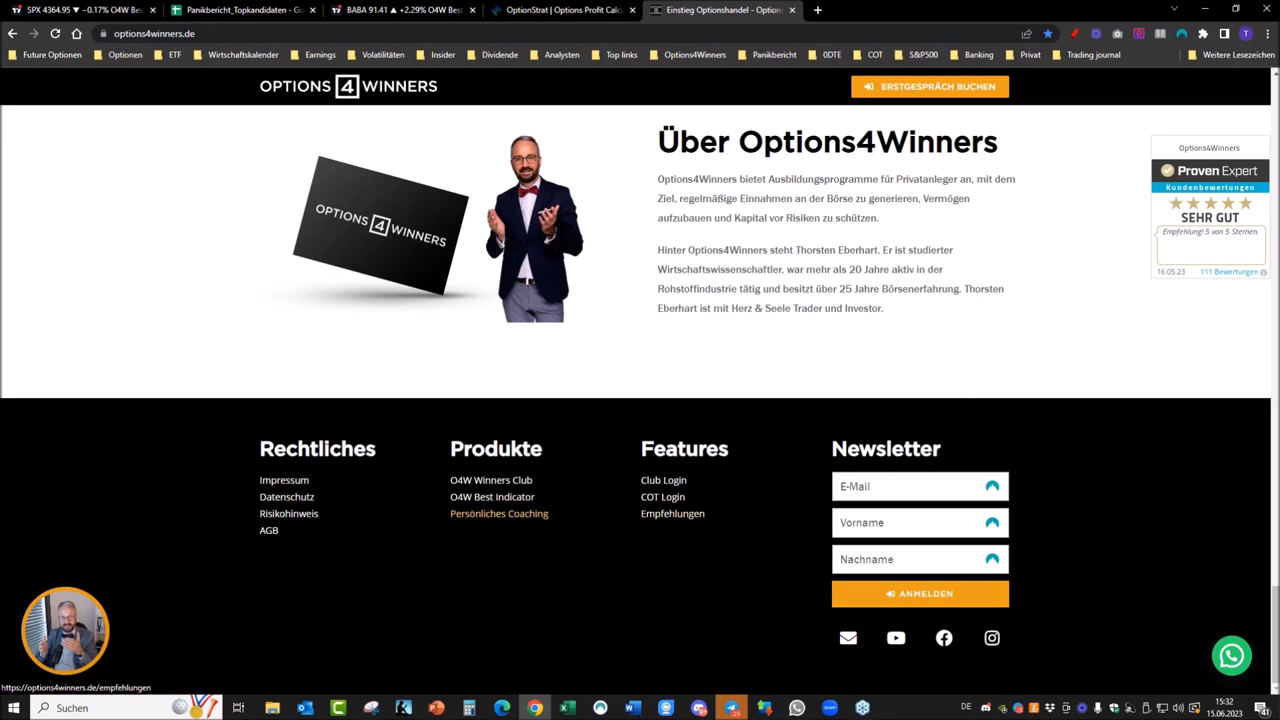 SPX 4364.95 ▼ −0.17% OW Be
Panikbericht_Topkandidaten - Go
BABA 91.41 ▲ +2.29% O4W Best
OptionStrat | Options Profit Calcu
Einstieg Optionshandel - Option
options4winners.de
Future Optionen
Optionen
ETF
Wirtschaftskalender
Earnings
Volatilitäten
Insider
Dividende
Analysten
Top links
Options4Winners
Panikbericht
0DTE
COT
S&P500
Banking
Privat
Trading journal
Weitere Lesezeichen
OPTIONS 4 WINNERS
ERSTGESPRÄCH BUCHEN
OPTIONS 4 WINNERS
Über Options4Winners
Options4Winners bietet Ausbildungsprogramme für Privatanleger an, mit dem
Ziel, regelmäßige Einnahmen an der Börse zu generieren, Vermögen
aufzubauen und Kapital vor Risiken zu schützen.
Hinter Options4Winners steht Thorsten Eberhart. Er ist studierter
Wirtschaftswissenschaftler, war mehr als 20 Jahre aktiv in der
Rohstoffindustrie tätig und besitzt über 25 Jahre Börsenerfahrung. Thorsten
Eberhart ist mit Herz & Seele Trader und Investor.
Options4Winners
Proven Expert
Kundenbewertungen
SEHR GUT
Empfehlung! 5 von 5 Sternen.
16.05.23 111 Bewertungen
Rechtliches
Impressum
Datenschutz
Risikohinweis
AGB
Produkte
O4W Winners Club
O4W Best Indicator
Persönliches Coaching
Features
Club Login
COT Login
Empfehlungen
Newsletter
E-Mail
Vorname
Nachname
ANMELDEN
https://options4winners.de/empfehlungen
Suchen
DE
15:32
15.06.2023